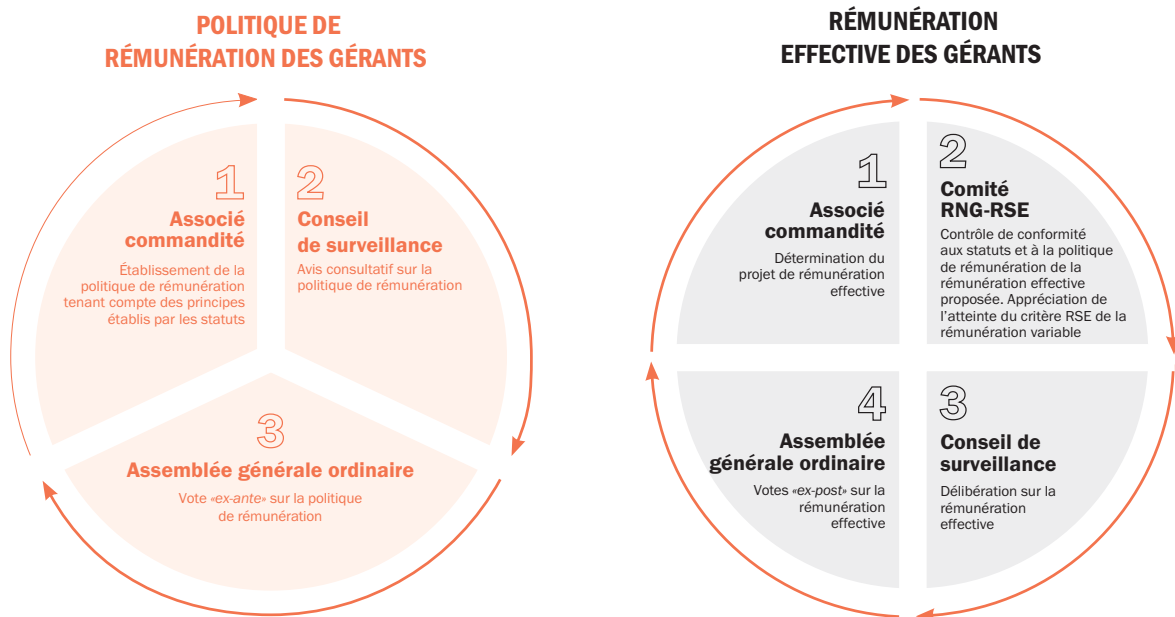 POLITIQUE DE
RÉMUNÉRATION DES GÉRANTS
1
Associé
commandité
Établissement de la
politique de rémunération
tenant compte des principes
établis par les statuts
2
Conseil
de surveillance
Avis consultatif sur la
politique de rémunération
3
Assemblée générale ordinaire
Vote «ex-ante» sur la politique
de rémunération
RÉMUNÉRATION
EFFECTIVE DES GÉRANTS
1
Associé
commandité
Détermination du
projet de rémunération
effective
2
Comité
RNG-RSE
Contrôle de conformité
aux statuts et à la politique
de rémunération de la
rémunération effective
proposée. Appréciation de
l’atteinte du critère RSE de la
rémunération variable
3
Conseil de
surveillance
Délibération sur la
rémunération
effective
4
Assemblée
générale ordinaire
Votes «ex-post» sur la
rémunération
effective